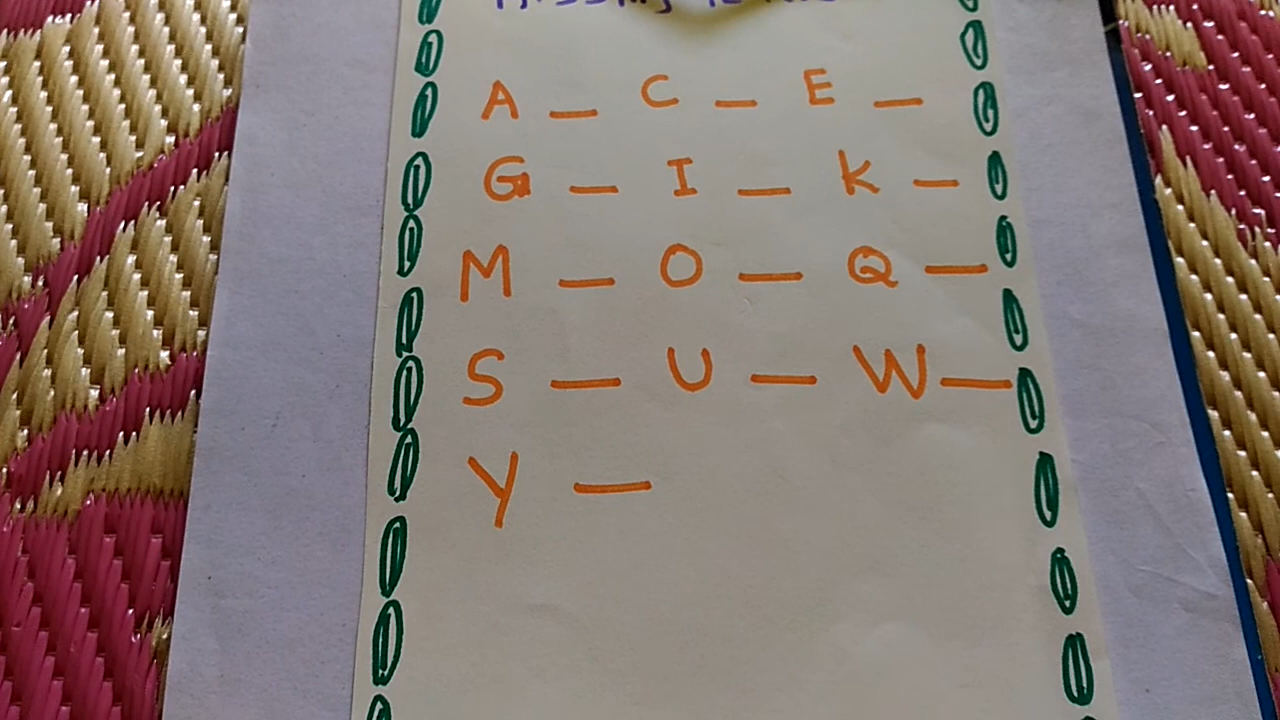 A _ C _ E _
G _ I _ K _
M _ O _ Q _
S _ U _ W _
Y _